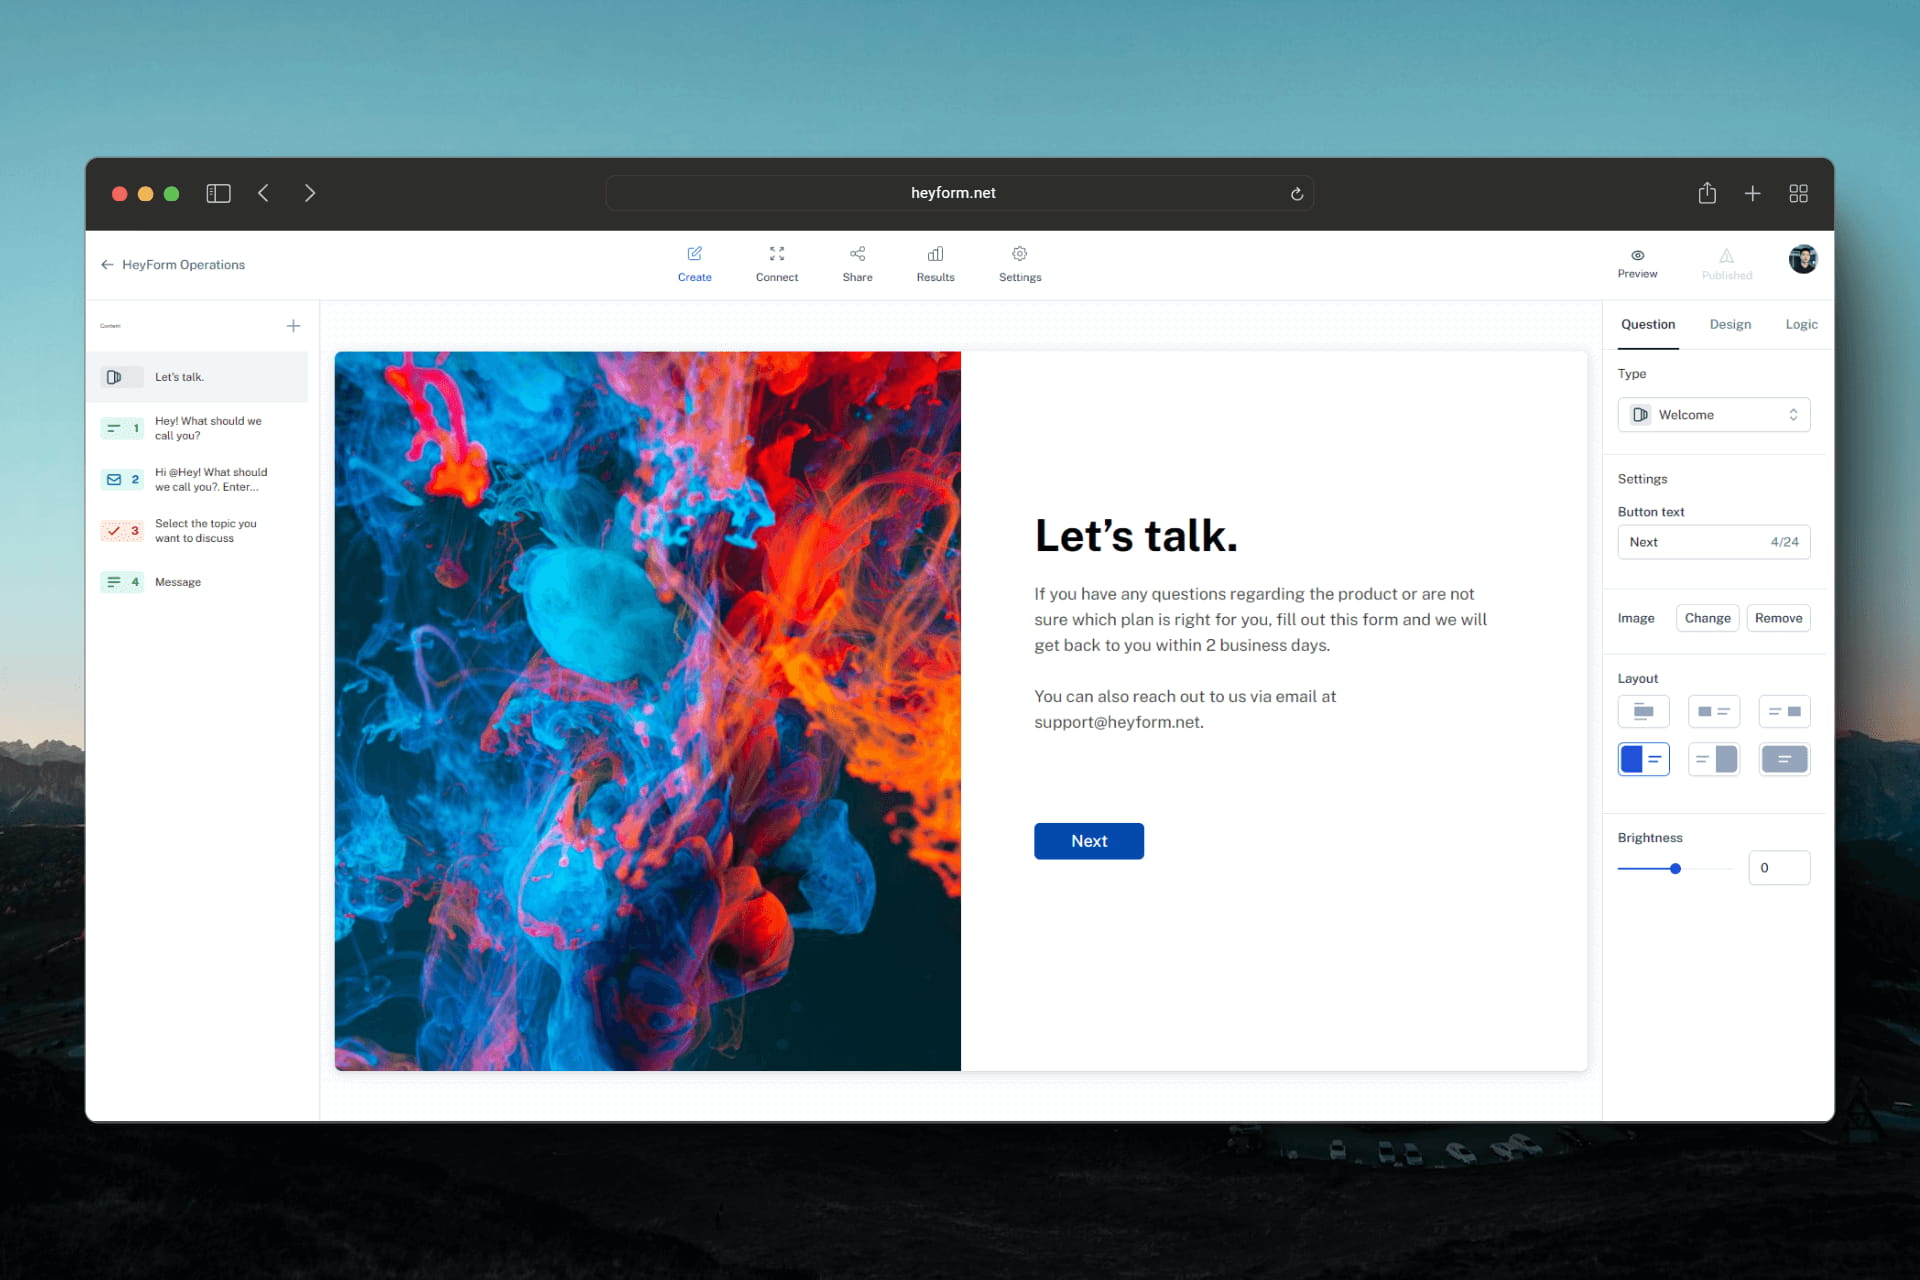 heyform.net
HeyForm Operations
Create
Connect
Share
Results
Settings
Preview
Published
Content
Let's talk.
1
Hey! What should we
call you?
2
Hi @Hey! What should
we call you?. Enter...
3
Select the topic you
want to discuss
4
Message
Let’s talk.
If you have any questions regarding the product or are not
sure which plan is right for you, fill out this form and we will
get back to you within 2 business days.
You can also reach out to us via email at
support@heyform.net.
Next
Question
Design
Logic
Type
Welcome
Settings
Button text
Next
4/24
Image
Change
Remove
Layout
Brightness
0